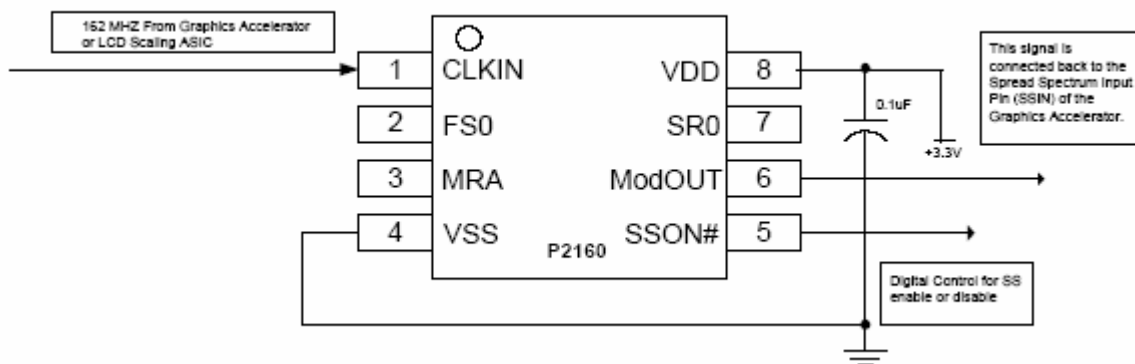 162 MHZ From Graphics Accelerator
or LCD Scaling ASIC
1 CLKIN VDD 8
2 FS0 SR0 7
3 MRA ModOUT 6
4 VSS SSON# 5
P2160
0.1uF
+3.3V
This signal is
connected back to the
Spread Spectrum Input
Pin (SSIN) of the
Graphics Accelerator.
Digital Control for SS
enable or disable